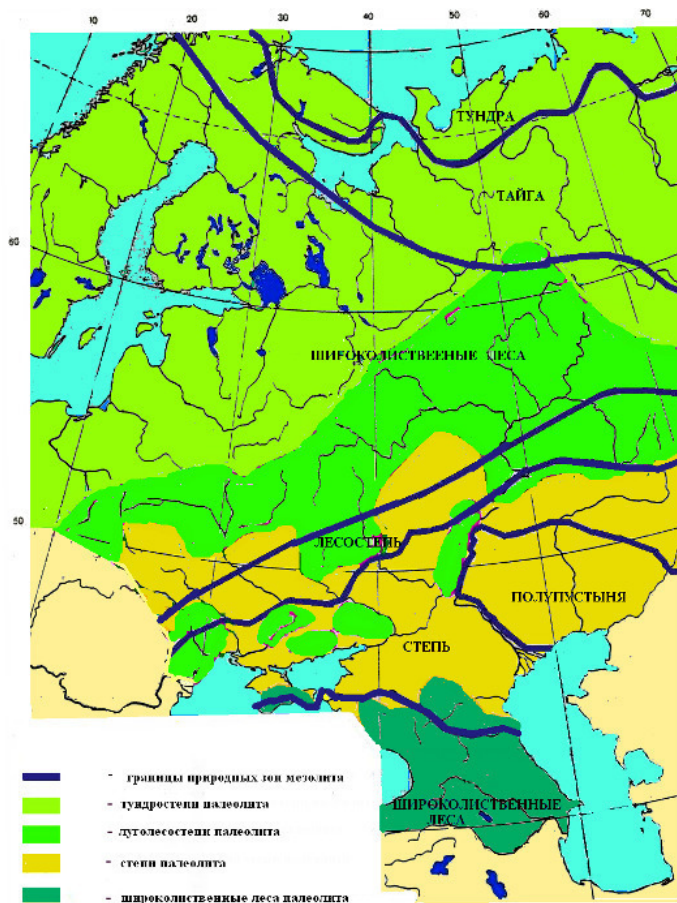 10 20 30 40 50 60 70
ТУНДРА
ТАЙГА
60
ШИРОКОЛИСТВЕЕНЫЕ ЛЕСА
50
ЛЕСОСТЕПЬ
ПОЛУПУСТЫНЯ
СТЕПЬ
- границы природных зон мезолита
- тундростепи палеолита
ШИРОКОЛИСТВЕННЫЕ
ЛЕСА
- луголесостепи палеолита
- степи палеолита
- широколиственные леса палеолита